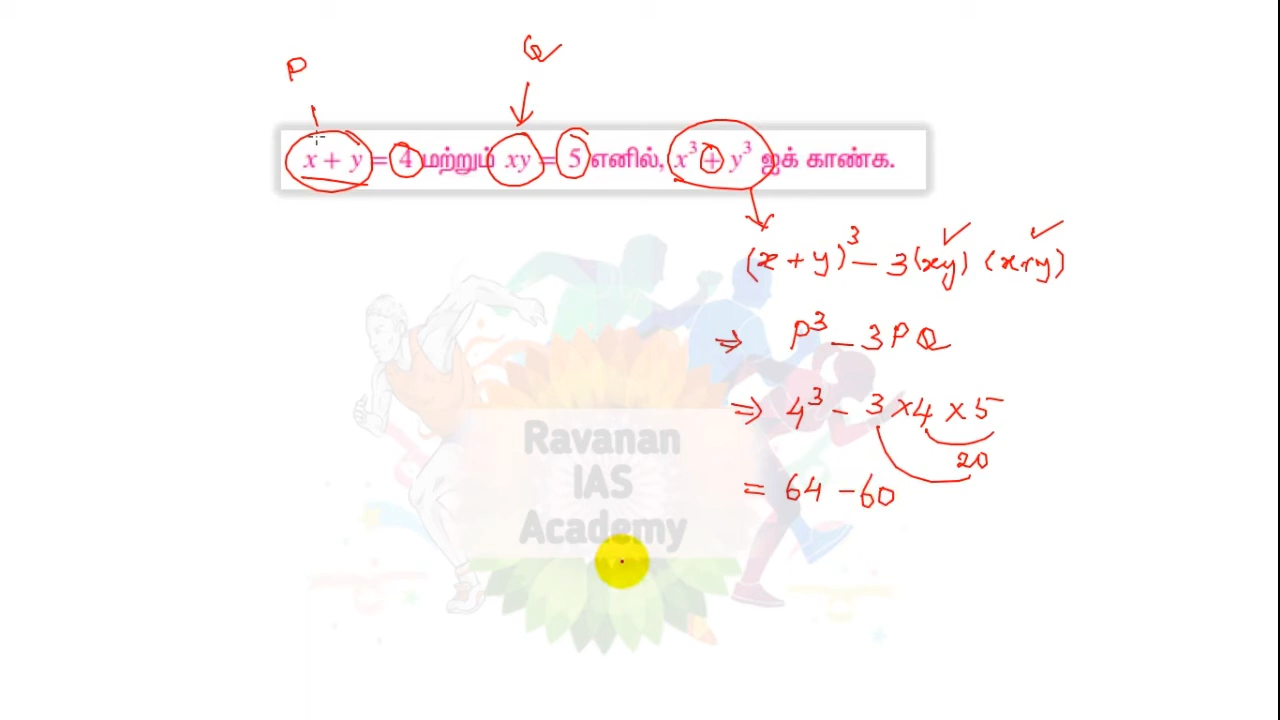 P
Q
x + y = 4 மற்றும் xy = 5 எனில், x³ + y³ ஐக் காண்க.
(x + y)³ – 3(xy) (x+y)
⇒ P³ – 3PQ
⇒ 4³ – 3 × 4 × 5
20
= 64 – 60
Ravanan
IAS
Academy